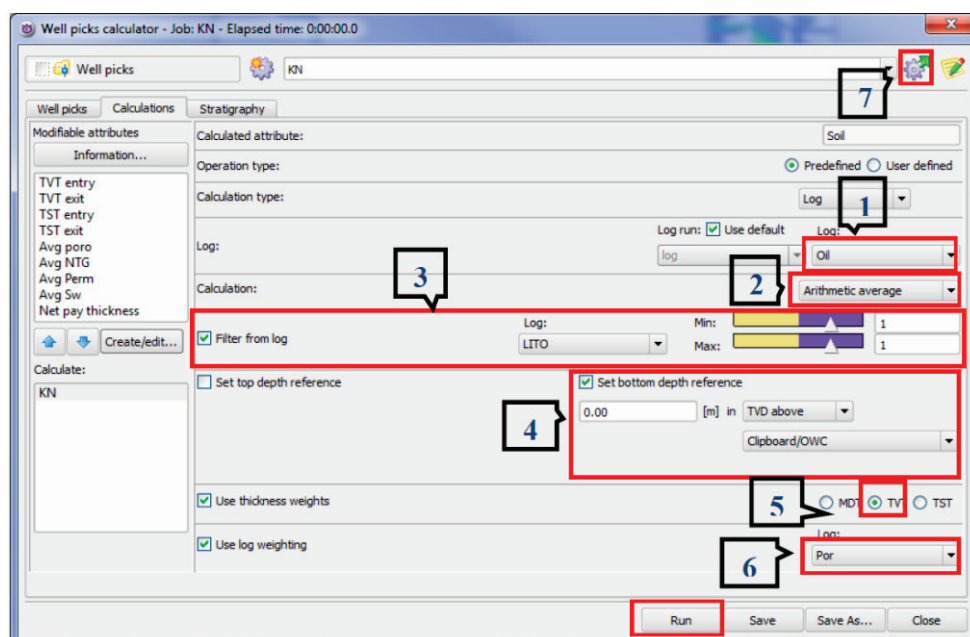 Well picks calculator - Job: KN - Elapsed time: 0:00:00.0
Well picks
KN
7
Well picks Calculations Stratigraphy
Modifiable attributes
Information...
TVT entry
TVT exit
TST entry
TST exit
Avg poro
Avg NTG
Avg Perm
Avg Sw
Net pay thickness
Create/edit...
Calculate:
KN
Calculated attribute: Soil
Operation type: Predefined User defined
Calculation type: Log
1
Log run: Use default Log:
Log: log Oil
3
2
Calculation: Arithmetic average
Filter from log
Log:
LITO
Min: 1
Max: 1
Set top depth reference
Set bottom depth reference
0.00 [m] in TVD above
Clipboard/OWC
4
Use thickness weights
5
MDT TVT TST
Use log weighting
Log:
Por
6
Run Save Save As... Close